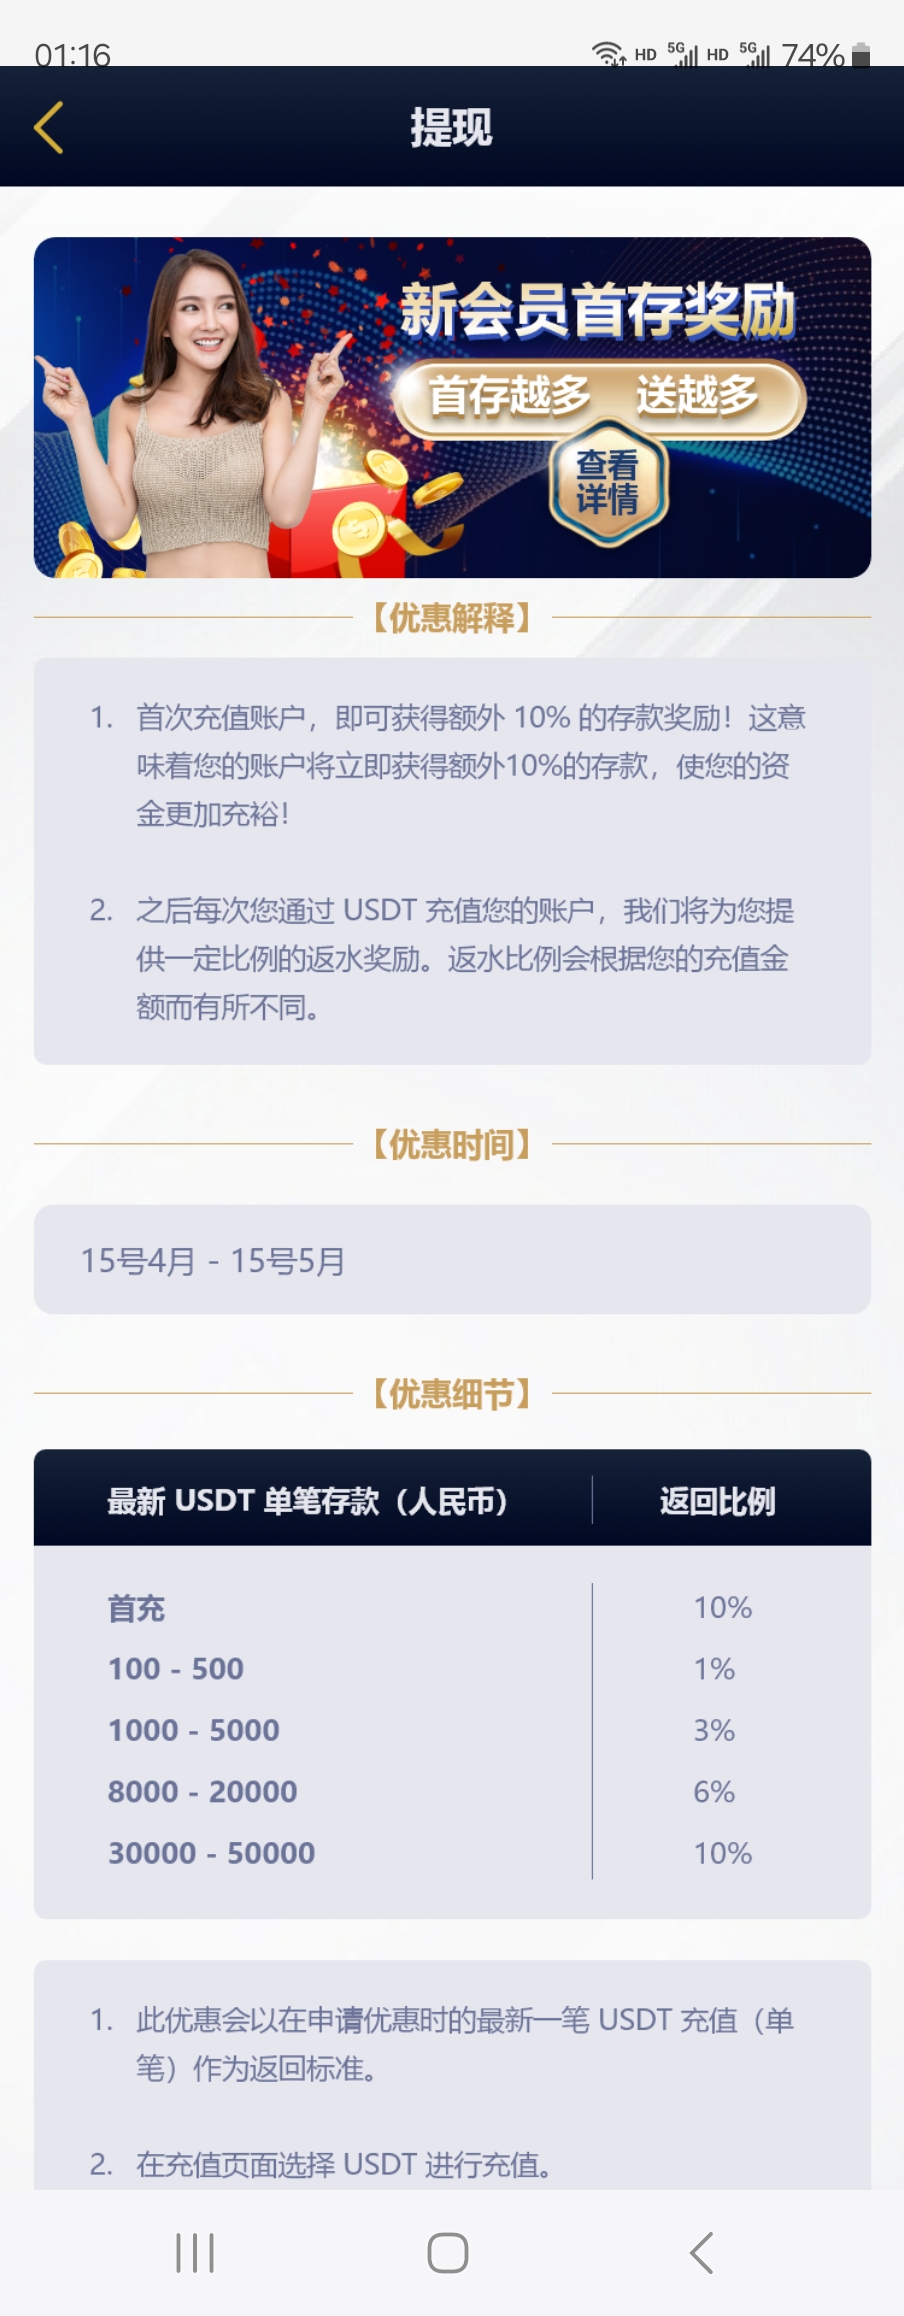 01:16
HD 5G HD 5G 74%
提现
新会员首存奖励
首存越多 送越多
查看
详情
【优惠解释】
1. 首次充值账户，即可获得额外 10% 的存款奖励！这意
味着您的账户将立即获得额外10%的存款，使您的资
金更加充裕！
2. 之后每次您通过 USDT 充值您的账户，我们将为您提
供一定比例的返水奖励。返水比例会根据您的充值金
额而有所不同。
【优惠时间】
15号4月 - 15号5月
【优惠细节】
最新 USDT 单笔存款（人民币） 返回比例
首充 10%
100 - 500 1%
1000 - 5000 3%
8000 - 20000 6%
30000 - 50000 10%
1. 此优惠会以在申请优惠时的最新一笔 USDT 充值（单
笔）作为返回标准。
2. 在充值页面选择 USDT 进行充值。